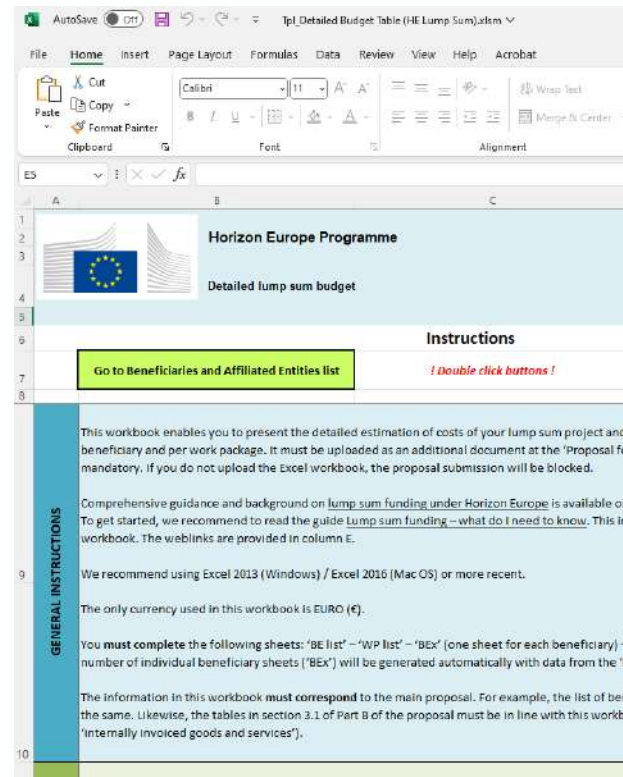 AutoSave Off Tpl_Detailed Budget Table (HE Lump Sum).xlsm
File Home Insert Page Layout Formulas Data Review View Help Acrobat
Cut
Copy
Format Painter
Paste
Calibri 11 A A
B I U A
Wrap Text
Merge & Center
Clipboard Font Alignment
E5 fx
A B C
1
2 Horizon Europe Programme
3
4 Detailed lump sum budget
5
6 Instructions
7 Go to Beneficiaries and Affiliated Entities list ! Double click buttons !
8
GENERAL INSTRUCTIONS
This workbook enables you to present the detailed estimation of costs of your lump sum project and
beneficiary and per work package. It must be uploaded as an additional document at the 'Proposal f
mandatory. If you do not upload the Excel workbook, the proposal submission will be blocked.
Comprehensive guidance and background on lump sum funding under Horizon Europe is available o
To get started, we recommend to read the guide Lump sum funding – what do I need to know. This i
workbook. The weblinks are provided in column E.
9 We recommend using Excel 2013 (Windows) / Excel 2016 (Mac OS) or more recent.
The only currency used in this workbook is EURO (€).
You must complete the following sheets: 'BE list' – 'WP list' – 'BEx' (one sheet for each beneficiary) -
number of individual beneficiary sheets ('BEx') will be generated automatically with data from the '
The information in this workbook must correspond to the main proposal. For example, the list of be
the same. Likewise, the tables in section 3.1 of Part B of the proposal must be in line with this workb
'internally invoiced goods and services').
10